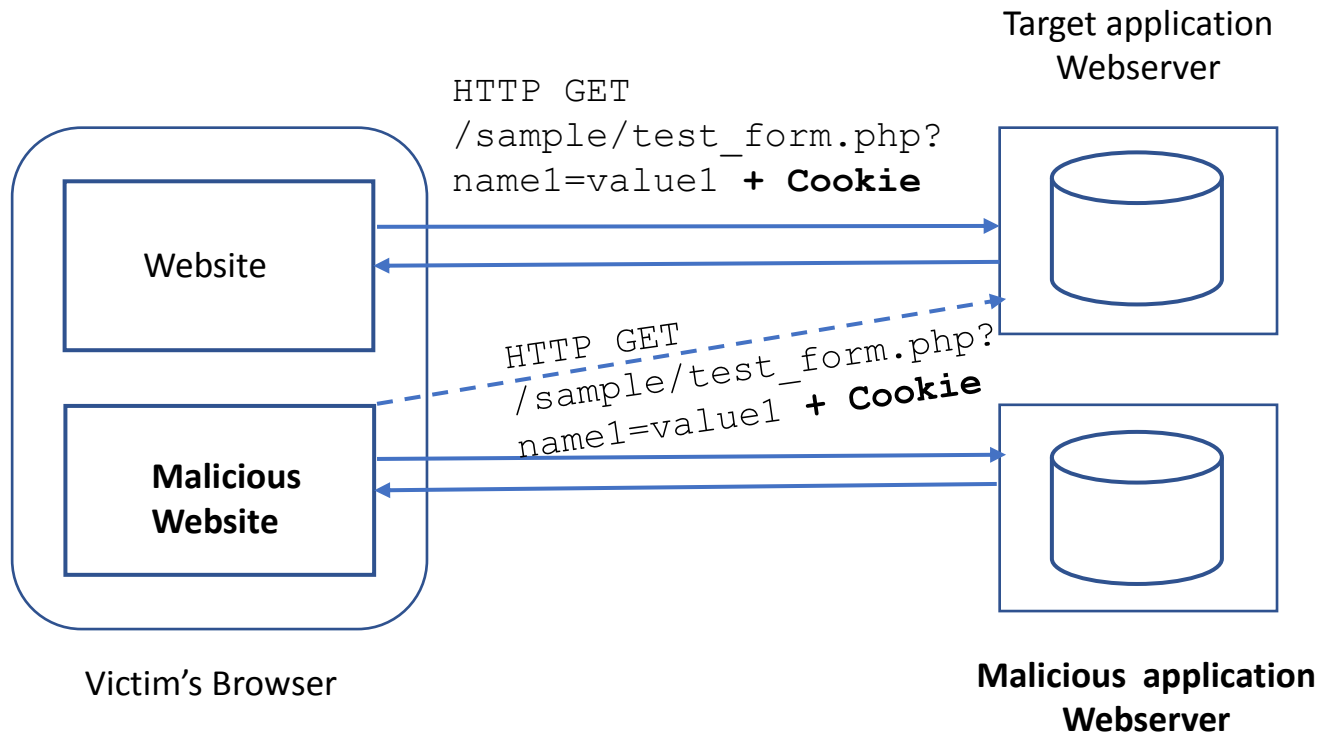 Target application
Webserver
HTTP GET
/sample/test_form.php?
name1=value1 + Cookie
Website
HTTP GET
/sample/test_form.php?
name1=value1 + Cookie
Malicious
Website
Victim’s Browser
Malicious application
Webserver